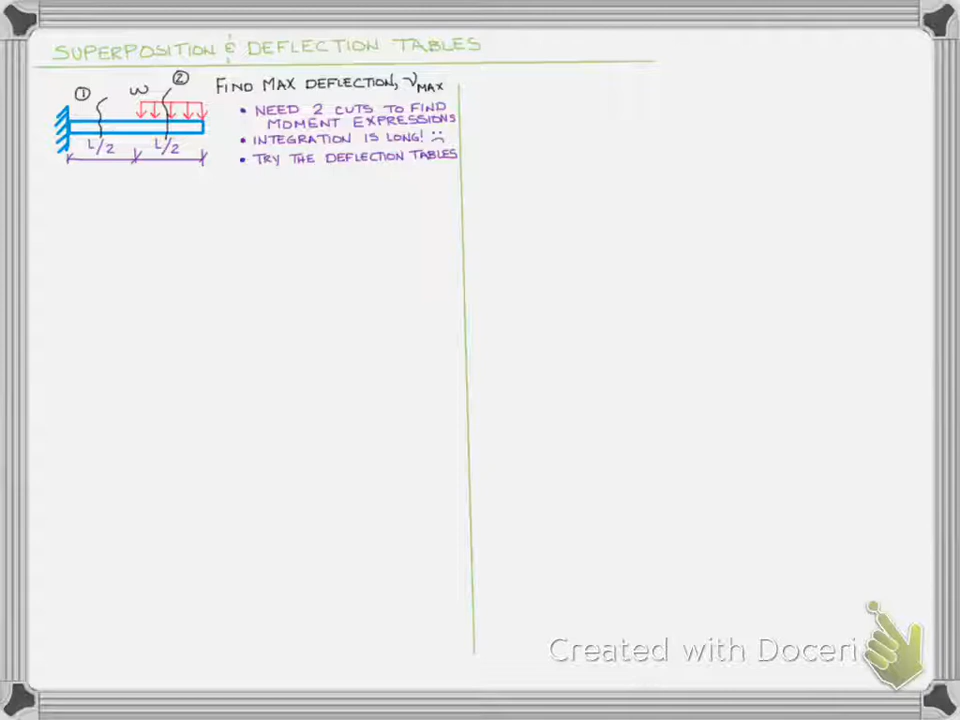 SUPERPOSITION & DEFLECTION TABLES
① ② w
FIND MAX DEFLECTION, νMAX
• NEED 2 CUTS TO FIND
MOMENT EXPRESSIONS
• INTEGRATION IS LONG! :(
• TRY THE DEFLECTION TABLES
L/2 L/2
Created with Doceri